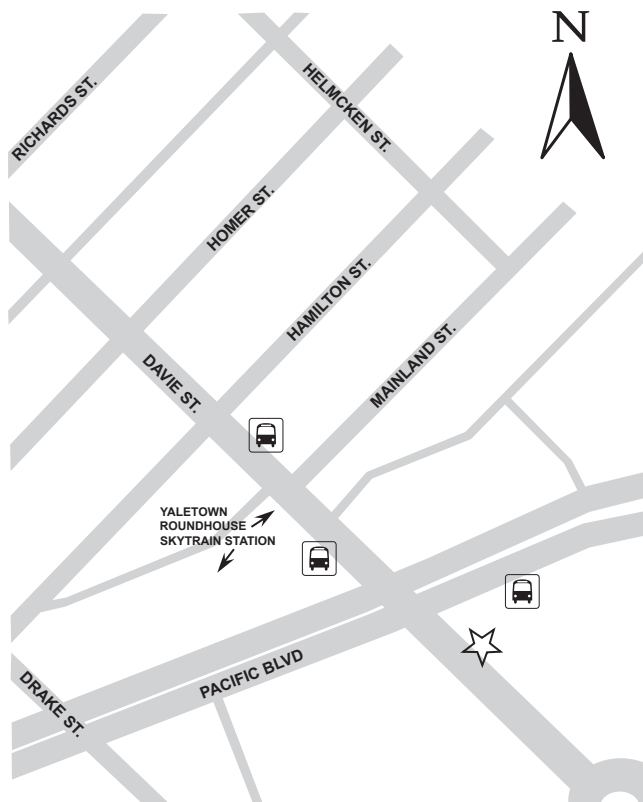 N
RICHARDS ST.
HELMCKEN ST.
HOMER ST.
HAMILTON ST.
MAINLAND ST.
DAVIE ST.
YALETOWN
ROUNDHOUSE
SKYTRAIN STATION
PACIFIC BLVD
DRAKE ST.